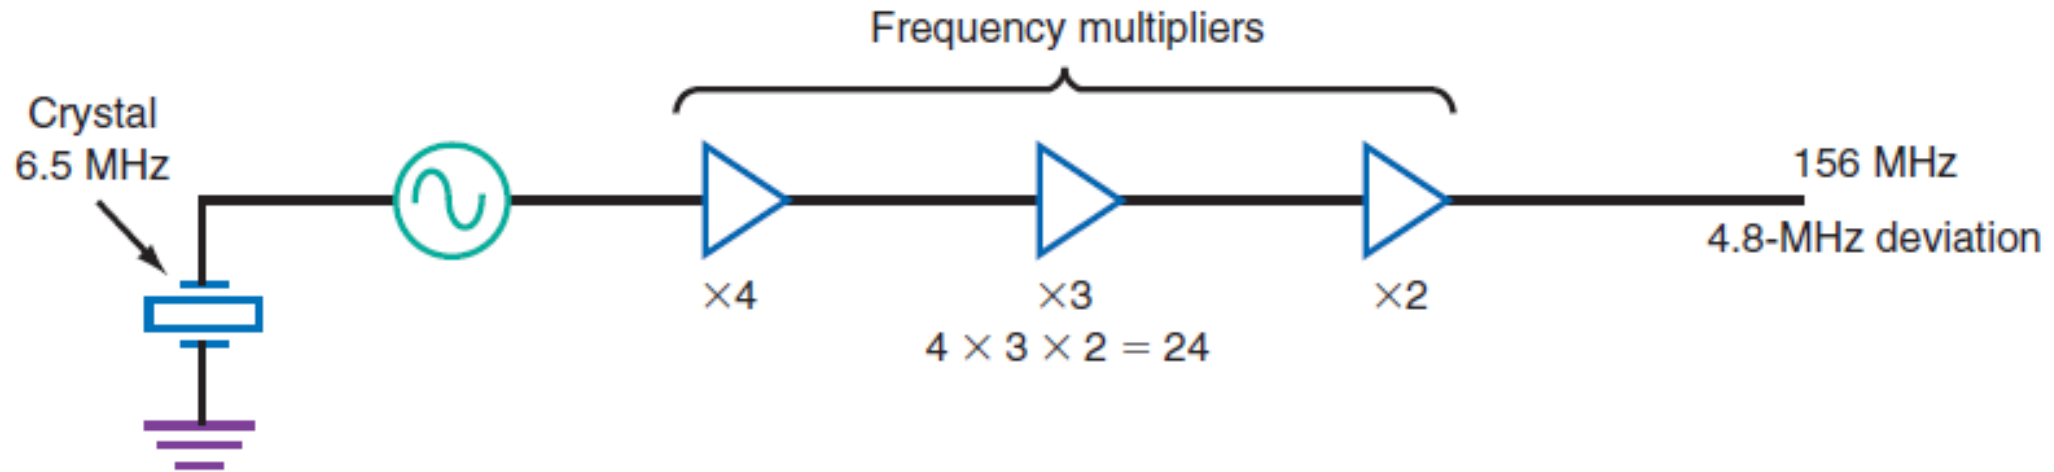 Frequency multipliers
Crystal
6.5 MHz
156 MHz
4.8-MHz deviation
×4
×3
×2
4 × 3 × 2 = 24